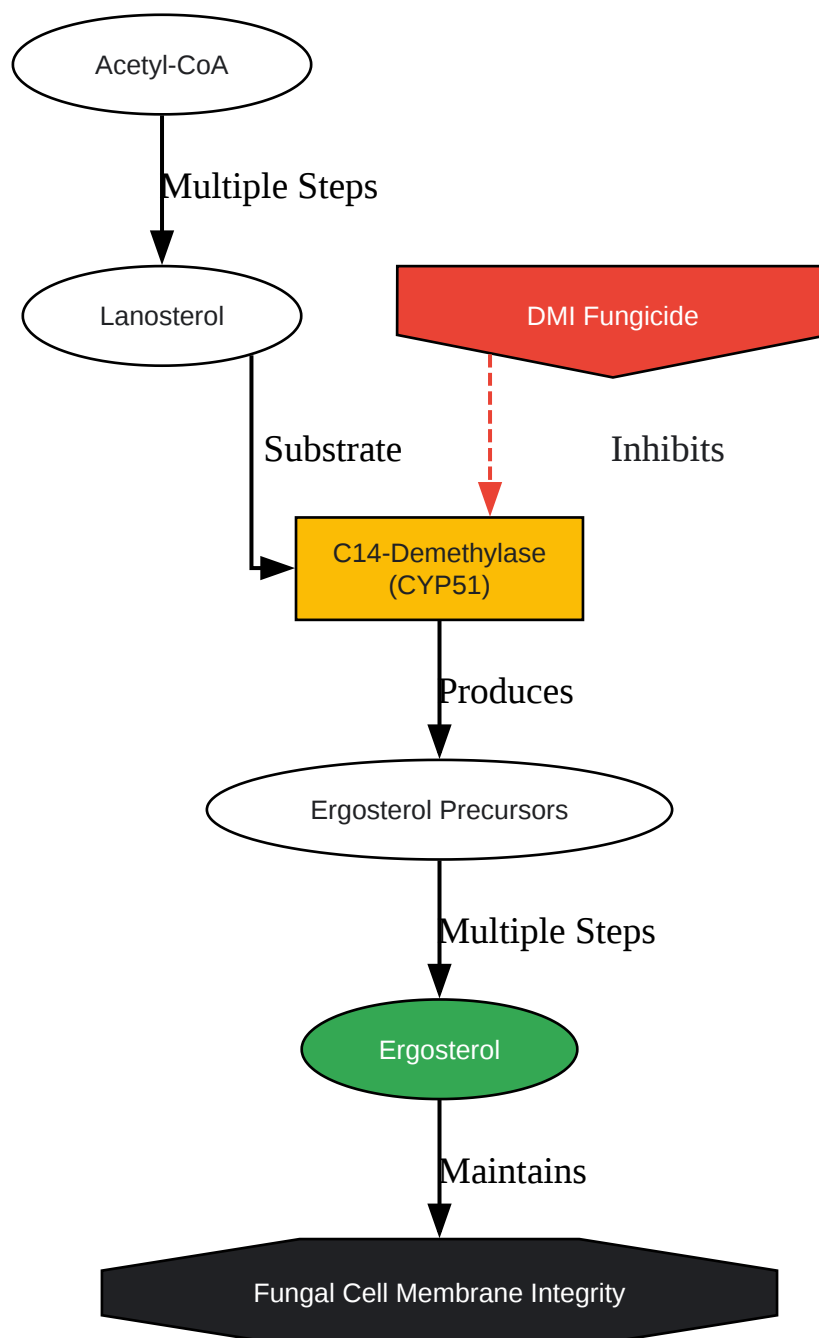 Acetyl-CoA
Multiple Steps
Lanosterol
DMI Fungicide
Substrate
Inhibits
C14-Demethylase
(CYP51)
Produces
Ergosterol Precursors
Multiple Steps
Ergosterol
Maintains
Fungal Cell Membrane Integrity